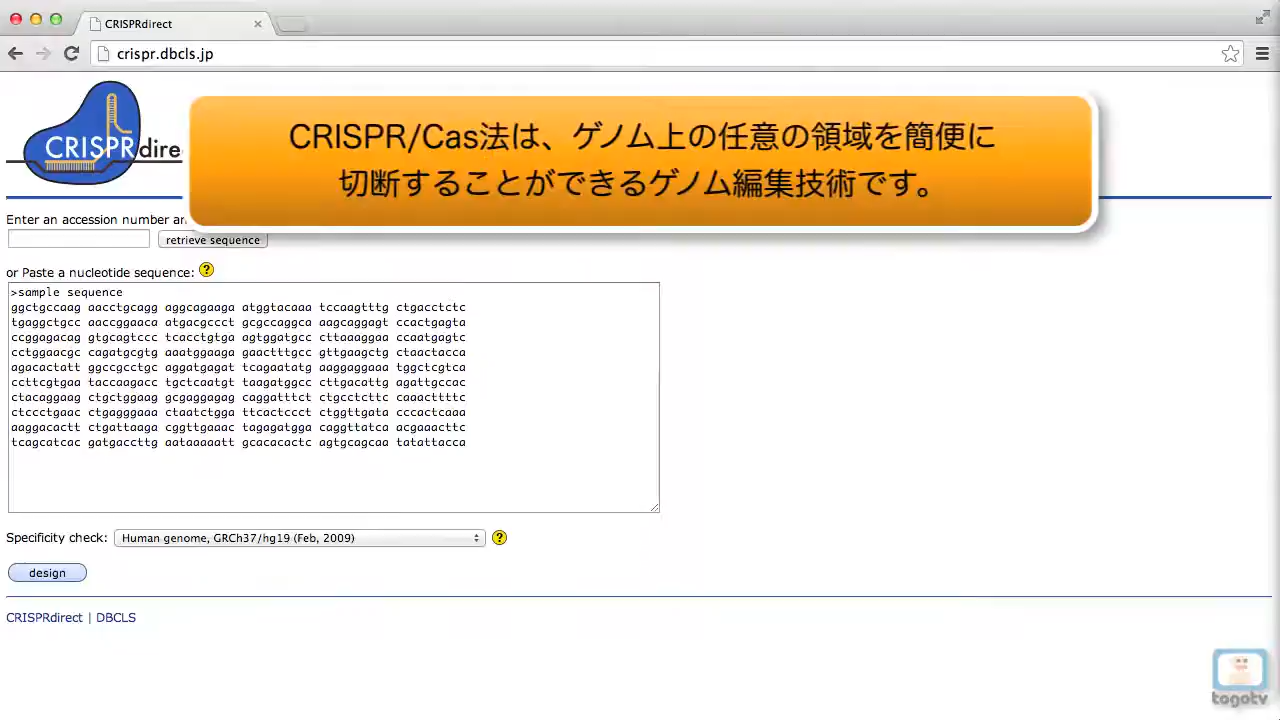 CRISPRdirect
crispr.dbcls.jp
CRISPRdire
CRISPR/Cas法は、ゲノム上の任意の領域を簡便に
切断することができるゲノム編集技術です。
Enter an accession number
retrieve sequence
or Paste a nucleotide sequence: ?
>sample sequence
ggctgccaag aacctgcagg aggcagaaga atggtacaaa tccaagtttg ctgacctctc
tgaggctgcc aaccggaaca atgacgccct gcgccaggca aagcaggagt ccactgagta
ccggagacag gtgcagtccc tcacctgtga agtggatgcc cttaaaggaa ccaatgagtc
cctggaacgc cagatgcgtg aaatggaaga gaactttgcc gttgaagctg ctaactacca
agacactatt ggccgcctgc aggatgagat tcagaatatg aaggaggaaa tggctcgtca
ccttcgtgaa taccaagacc tgctcaatgt taagatggcc cttgacattg agattgccac
ctacaggaag ctgctggaag gcgaggagag caggatttct ctgcctcttc caaacttttc
ctccctgaac ctgagggaaa ctaatctgga ttcactccct ctggttgata cccactcaaa
aaggacactt ctgattaaga cggttgaaac tagagatgga caggttatca acgaaacttc
tcagcatcac gatgaccttg aataaaaatt gcacacactc agtgcagcaa tatattacca
Specificity check: Human genome, GRCh37/hg19 (Feb, 2009) ?
design
CRISPRdirect | DBCLS
togotv